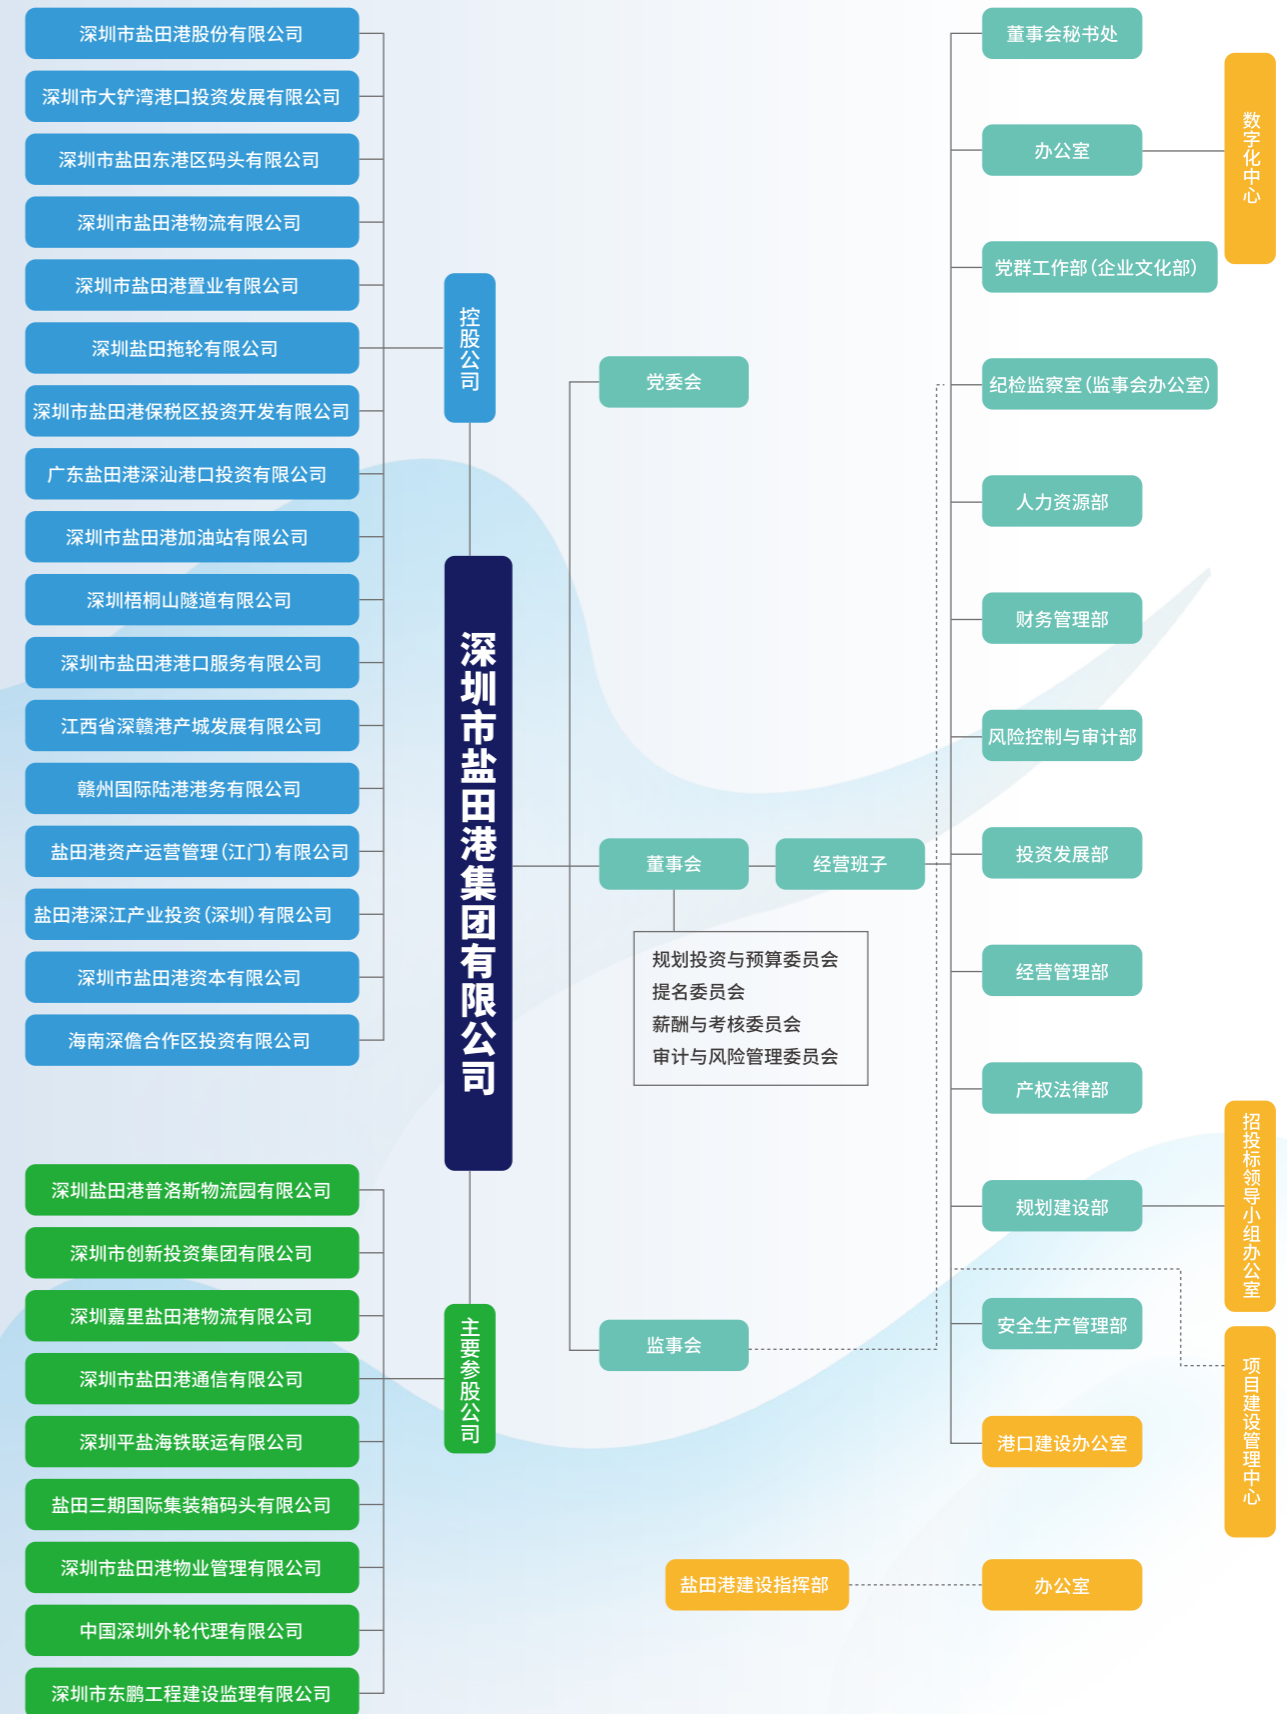 深圳市盐田港股份有限公司
深圳市大铲湾港口投资发展有限公司
深圳市盐田东港区码头有限公司
深圳市盐田港物流有限公司
深圳市盐田港置业有限公司
深圳盐田拖轮有限公司
深圳市盐田港保税区投资开发有限公司
广东盐田港深汕港口投资有限公司
深圳市盐田港加油站有限公司
深圳梧桐山隧道有限公司
深圳市盐田港港口服务有限公司
江西省深赣港产城发展有限公司
赣州国际陆港港务有限公司
盐田港资产运营管理（江门）有限公司
盐田港深江产业投资（深圳）有限公司
深圳市盐田港资本有限公司
海南深儋合作区投资有限公司
控股公司
深圳市盐田港集团有限公司
深圳盐田港普洛斯物流园有限公司
深圳市创新投资集团有限公司
深圳嘉里盐田港物流有限公司
深圳市盐田港通信有限公司
深圳平盐海铁联运有限公司
盐田三期国际集装箱码头有限公司
深圳市盐田港物业管理有限公司
中国深圳外轮代理有限公司
深圳市东鹏工程建设监理有限公司
主要参股公司
党委会
董事会
经营班子
规划投资与预算委员会
提名委员会
薪酬与考核委员会
审计与风险管理委员会
监事会
董事会秘书处
办公室
数字化中心
党群工作部（企业文化部）
纪检监察室（监事会办公室）
人力资源部
财务管理部
风险控制与审计部
投资发展部
经营管理部
产权法律部
规划建设部
招投标领导小组办公室
安全生产管理部
项目建设管理中心
港口建设办公室
盐田港建设指挥部
办公室